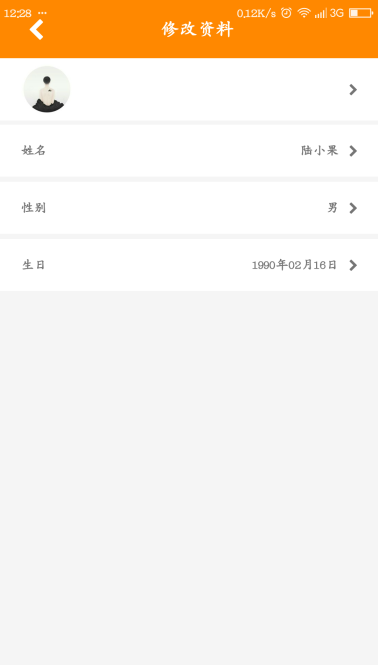 12:28 ... 0.12K/s 3G
修改资料
姓名 陆小果
性别 男
生日 1990年02月16日